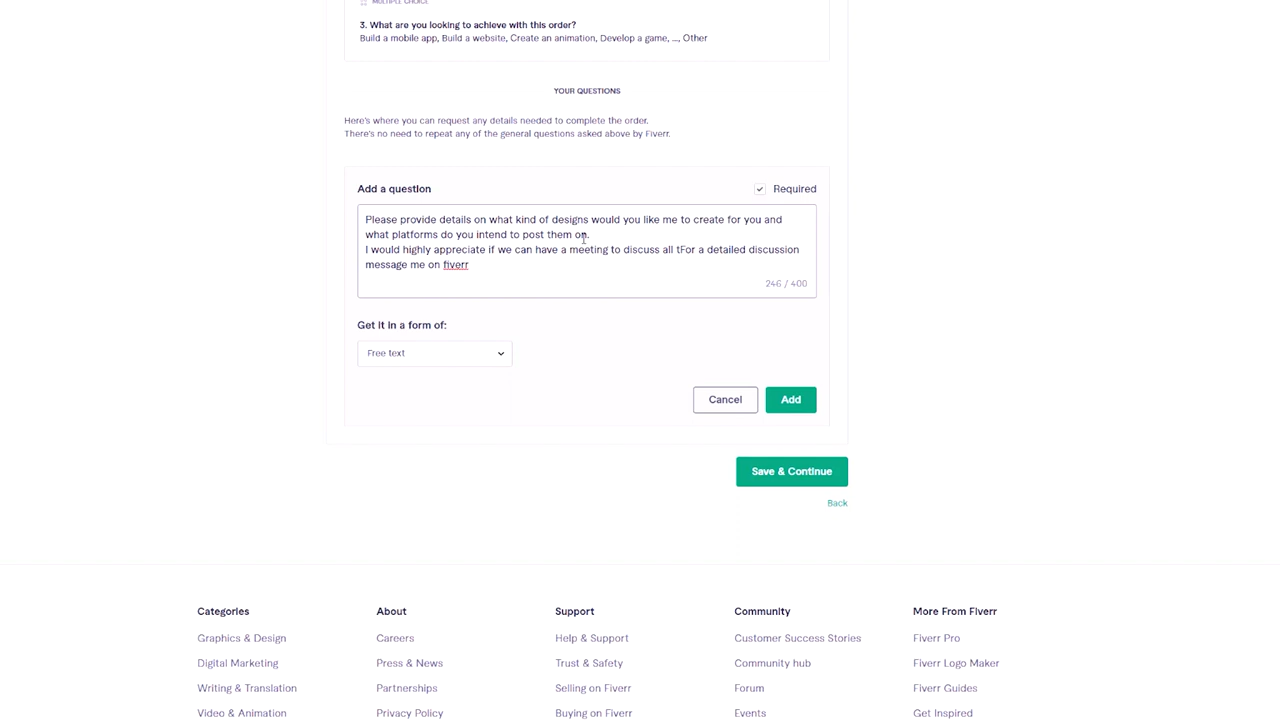 MULTIPLE CHOICE
3. What are you looking to achieve with this order?
Build a mobile app, Build a website, Create an animation, Develop a game, ..., Other
YOUR QUESTIONS
Here's where you can request any details needed to complete the order.
There's no need to repeat any of the general questions asked above by Fiverr.
Add a question
Required
Please provide details on what kind of designs would you like me to create for you and
what platforms do you intend to post them on.
I would highly appreciate if we can have a meeting to discuss all tFor a detailed discussion
message me on fiverr
246 / 400
Get it in a form of:
Free text
Cancel
Add
Save & Continue
Back
Categories
Graphics & Design
Digital Marketing
Writing & Translation
Video & Animation
About
Careers
Press & News
Partnerships
Privacy Policy
Support
Help & Support
Trust & Safety
Selling on Fiverr
Buying on Fiverr
Community
Customer Success Stories
Community hub
Forum
Events
More From Fiverr
Fiverr Pro
Fiverr Logo Maker
Fiverr Guides
Get Inspired